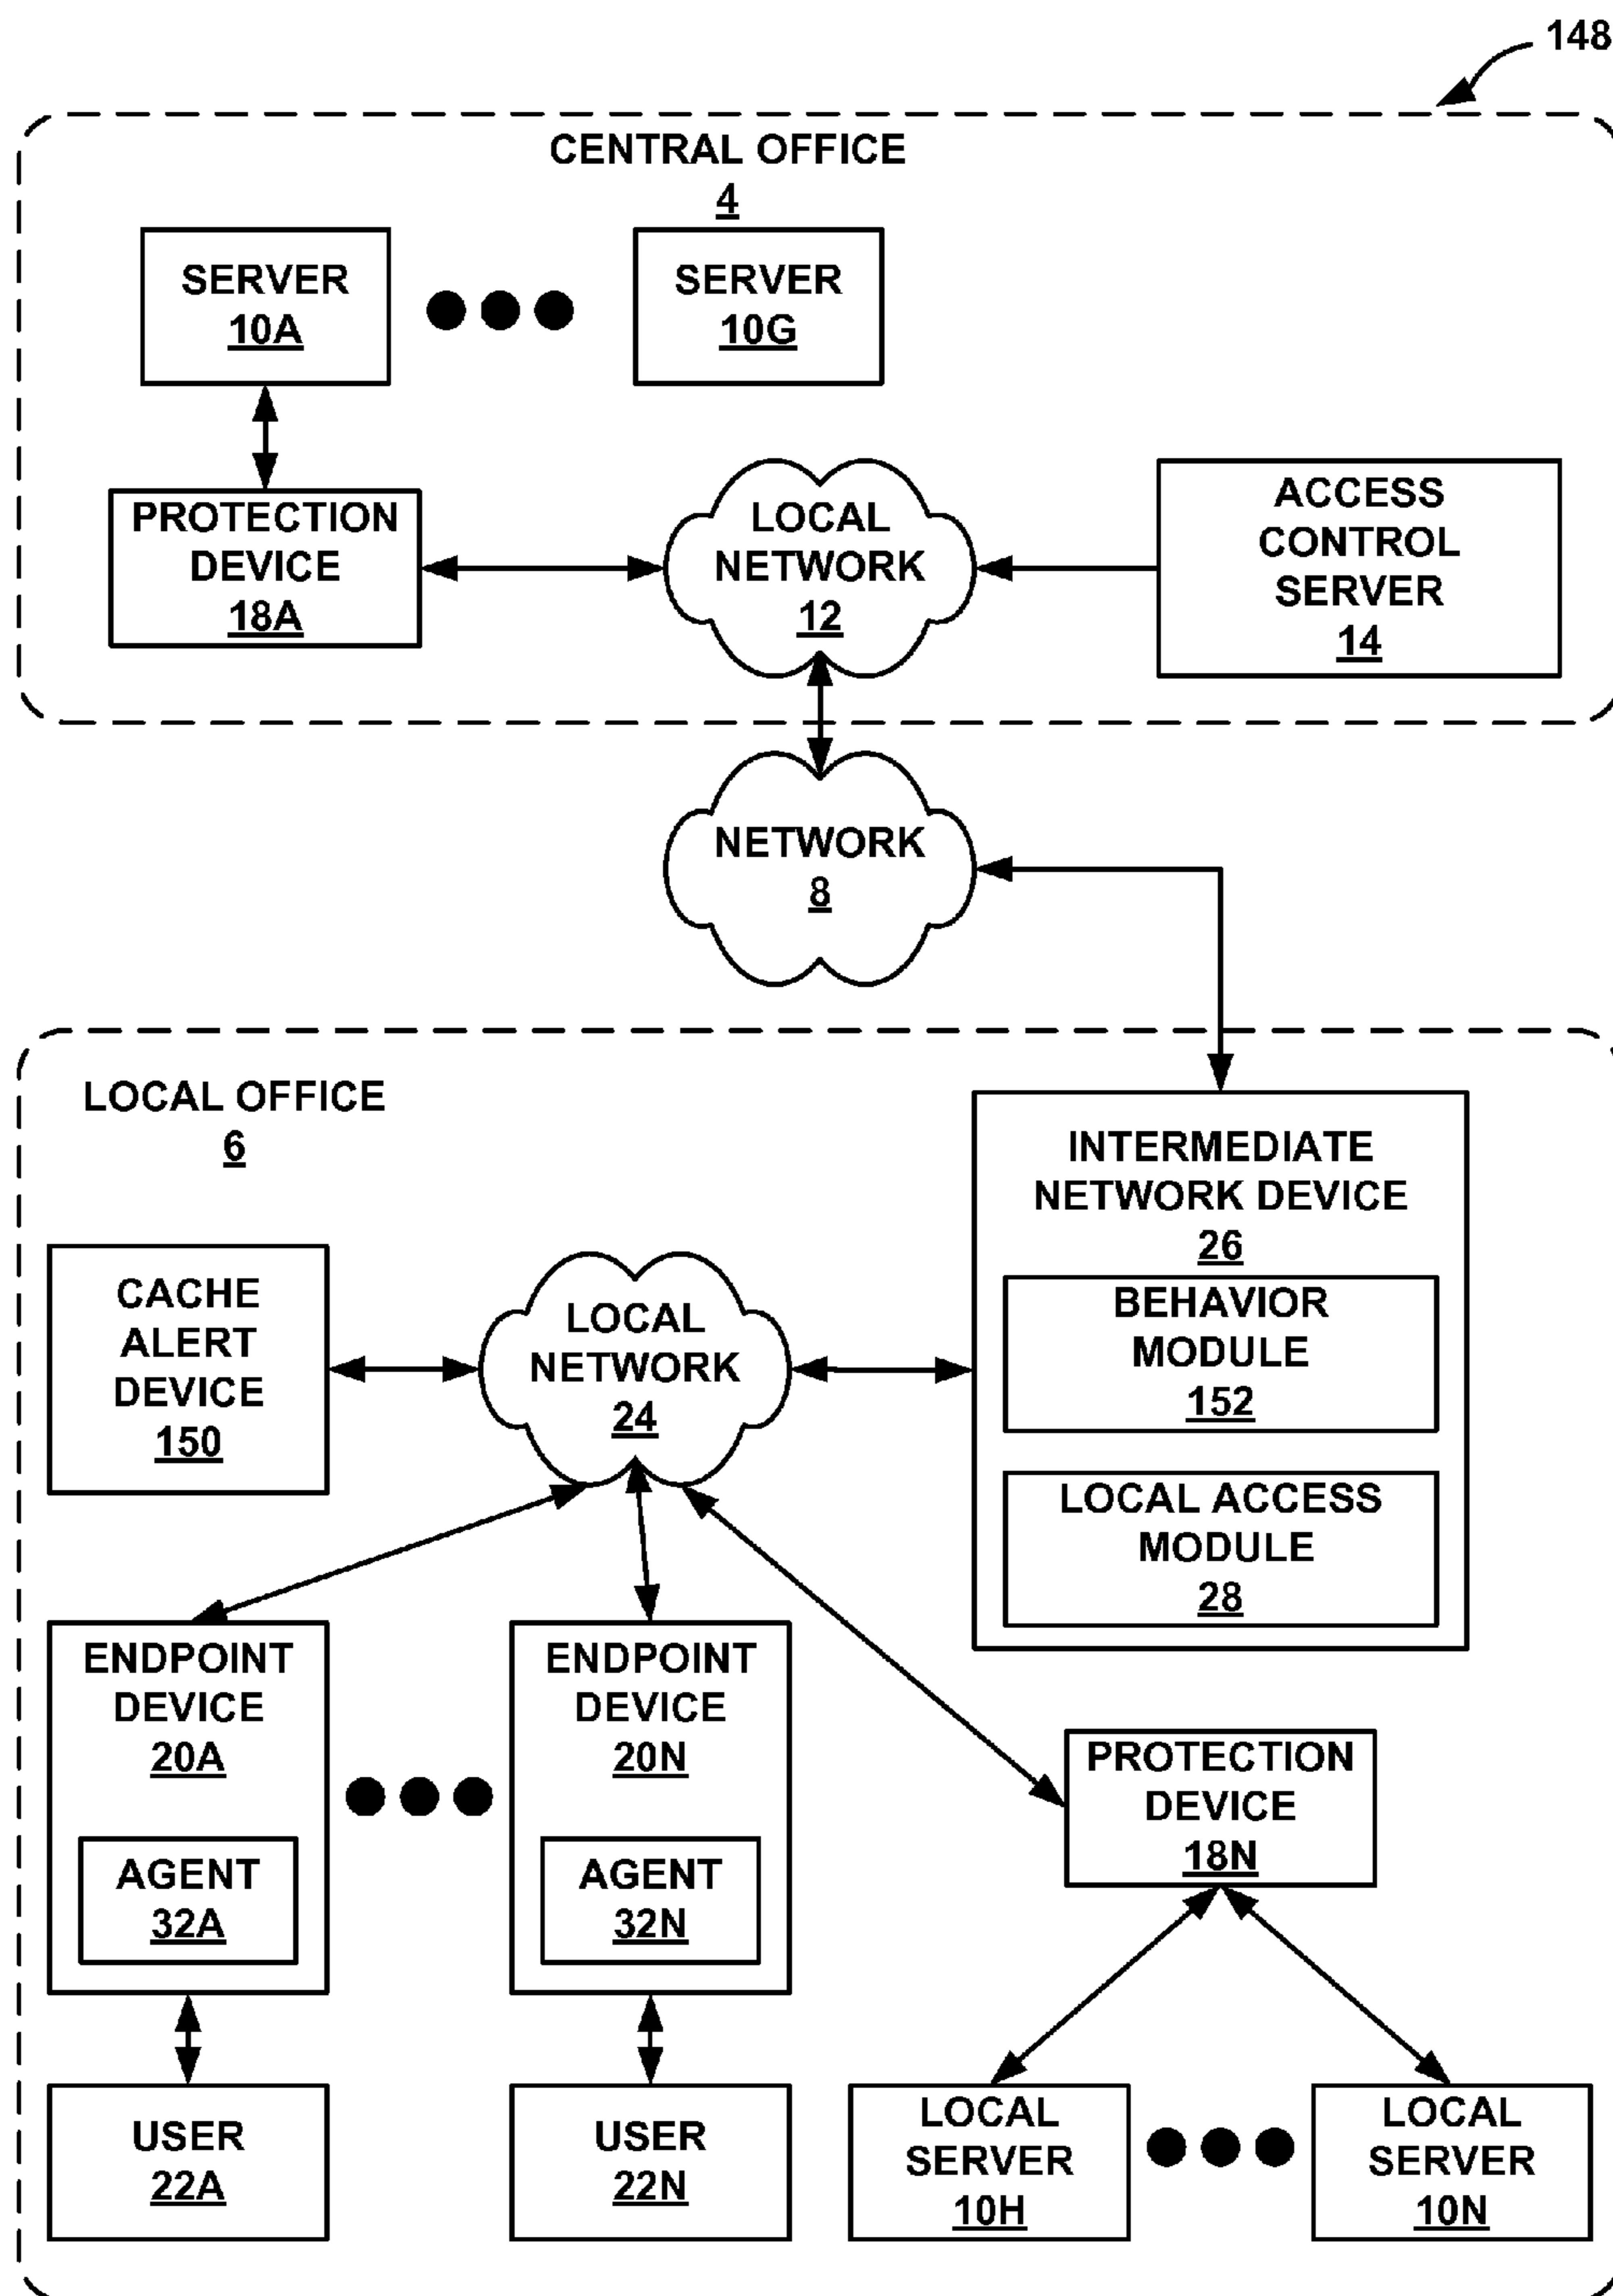 148
CENTRAL OFFICE
4
SERVER
10A
SERVER
10G
PROTECTION
DEVICE
18A
LOCAL
NETWORK
12
ACCESS
CONTROL
SERVER
14
NETWORK
8
LOCAL OFFICE
6
INTERMEDIATE
NETWORK DEVICE
26
BEHAVIOR
MODULE
152
LOCAL ACCESS
MODULE
28
CACHE
ALERT
DEVICE
150
LOCAL
NETWORK
24
ENDPOINT
DEVICE
20A
AGENT
32A
ENDPOINT
DEVICE
20N
AGENT
32N
PROTECTION
DEVICE
18N
USER
22A
USER
22N
LOCAL
SERVER
10H
LOCAL
SERVER
10N